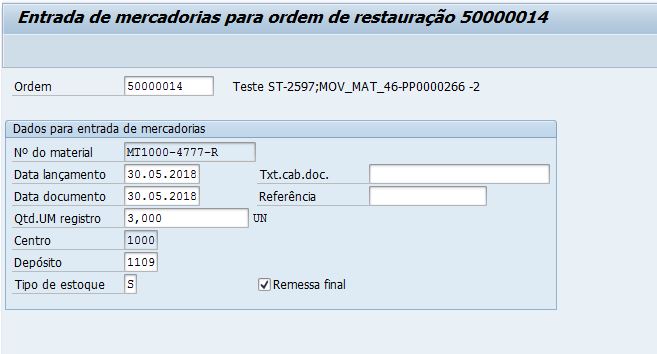 Entrada de mercadorias para ordem de restauração 50000014
Ordem 50000014 Teste ST-2597;MOV_MAT_46-PP0000266 -2
Dados para entrada de mercadorias
Nº do material MT1000-4777-R
Data lançamento 30.05.2018 Txt.cab.doc.
Data documento 30.05.2018 Referência
Qtd.UM registro 3,000 UN
Centro 1000
Depósito 1109
Tipo de estoque S Remessa final